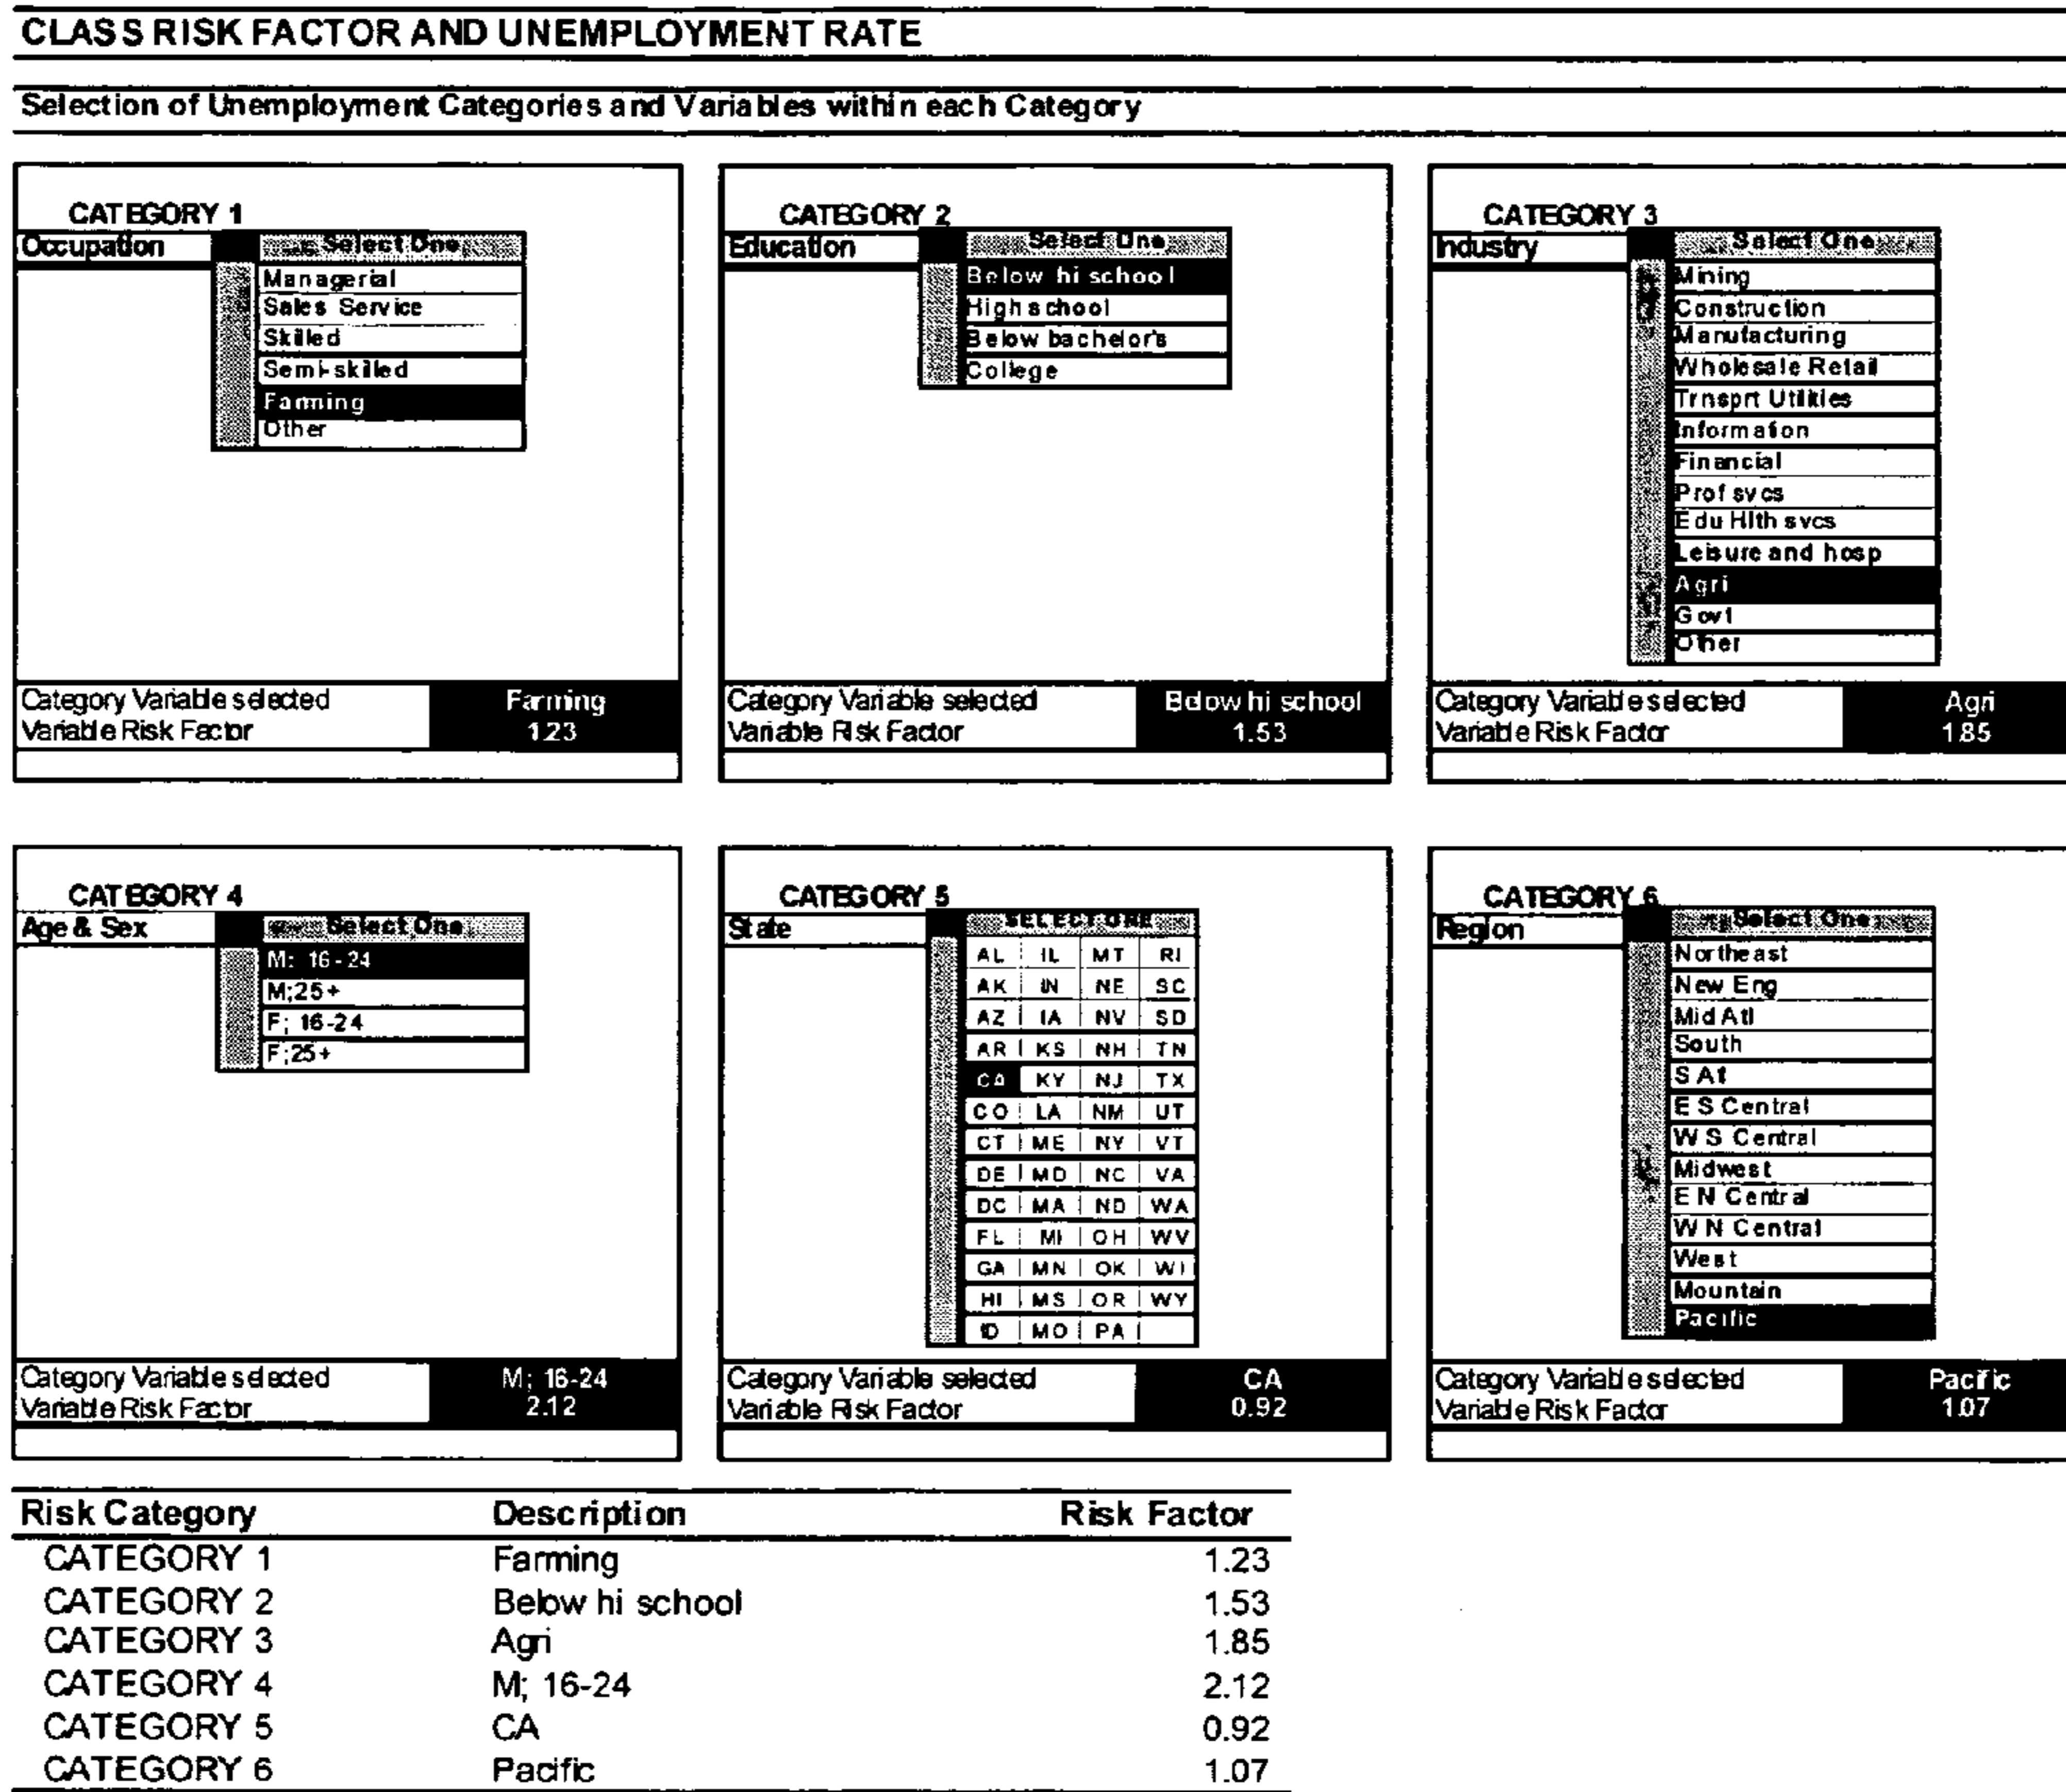 CLASS RISK FACTOR AND UNEMPLOYMENT RATE
Selection of Unemployment Categories and Variables within each Category
CATEGORY 1
Occupation
Select One
Managerial
Sales Service
Skilled
Semi-skilled
Farming
Other
Category Variable selected Farming
Variable Risk Factor 1.23
CATEGORY 2
Education
Select One
Below hi school
High school
Below bachelor's
College
Category Variable selected Below hi school
Variable Risk Factor 1.53
CATEGORY 3
Industry
Select One
Mining
Construction
Manufacturing
Wholesale Retail
Trnsprt Utilities
Information
Financial
Prof svcs
Edu Hlth svcs
Leisure and hosp
Agri
Govt
Other
Category Variable selected Agri
Variable Risk Factor 1.85
CATEGORY 4
Age & Sex
Select One
M: 16-24
M;25+
F; 16-24
F;25+
Category Variable selected M; 16-24
Variable Risk Factor 2.12
CATEGORY 5
State
SELECT ONE
AL IL MT RI
AK IN NE SC
AZ IA NV SD
AR KS NH TN
CA KY NJ TX
CO LA NM UT
CT ME NY VT
DE MD NC VA
DC MA ND WA
FL MI OH WV
GA MN OK WI
HI MS OR WY
ID MO PA
Category Variable selected CA
Variable Risk Factor 0.92
CATEGORY 6
Region
Select One
Northeast
New Eng
Mid Atl
South
S Atl
E S Central
W S Central
Midwest
E N Central
W N Central
West
Mountain
Pacific
Category Variable selected Pacific
Variable Risk Factor 1.07
Risk Category Description Risk Factor
CATEGORY 1 Farming 1.23
CATEGORY 2 Below hi school 1.53
CATEGORY 3 Agri 1.85
CATEGORY 4 M; 16-24 2.12
CATEGORY 5 CA 0.92
CATEGORY 6 Pacific 1.07